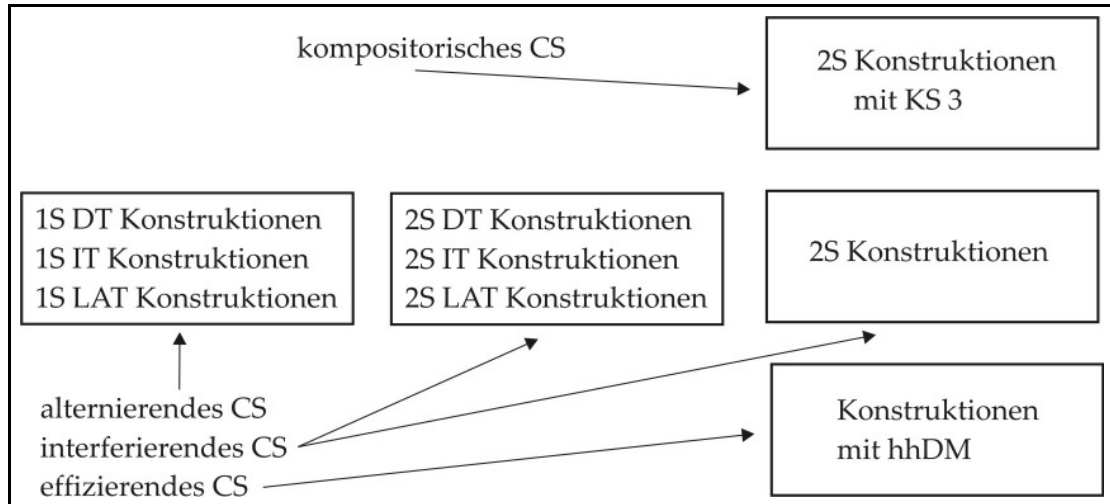 kompositorisches CS
2S Konstruktionen
mit KS 3
1S DT Konstruktionen
1S IT Konstruktionen
1S LAT Konstruktionen
2S DT Konstruktionen
2S IT Konstruktionen
2S LAT Konstruktionen
2S Konstruktionen
alternierendes CS
interferierendes CS
effizierendes CS
Konstruktionen
mit hhDM